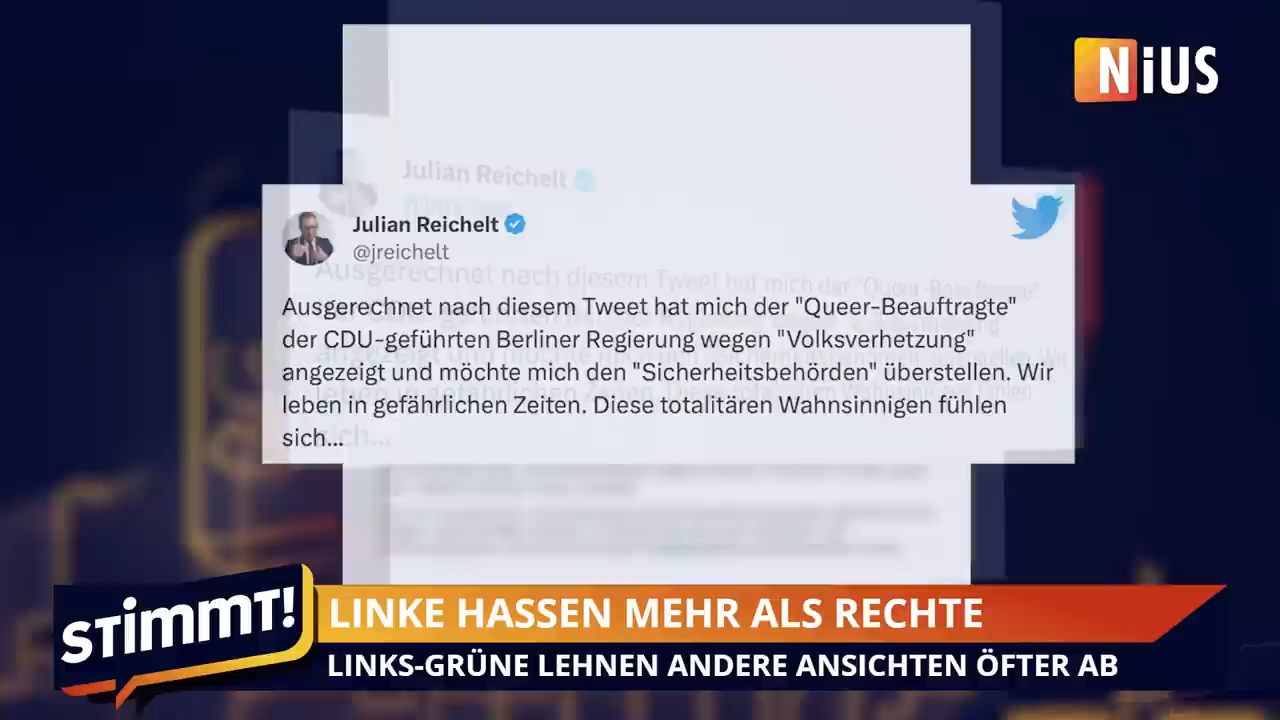 NiUS
Julian Reichelt
Julian Reichelt
@jreichelt
Ausgerechnet nach diesem Tweet hat mich der "Queer-Beauftragte"
der CDU-geführten Berliner Regierung wegen "Volksverhetzung"
angezeigt und möchte mich den "Sicherheitsbehörden" überstellen. Wir
leben in gefährlichen Zeiten. Diese totalitären Wahnsinnigen fühlen
sich...
STIMMT!
LINKE HASSEN MEHR ALS RECHTE
LINKS-GRÜNE LEHNEN ANDERE ANSICHTEN ÖFTER AB